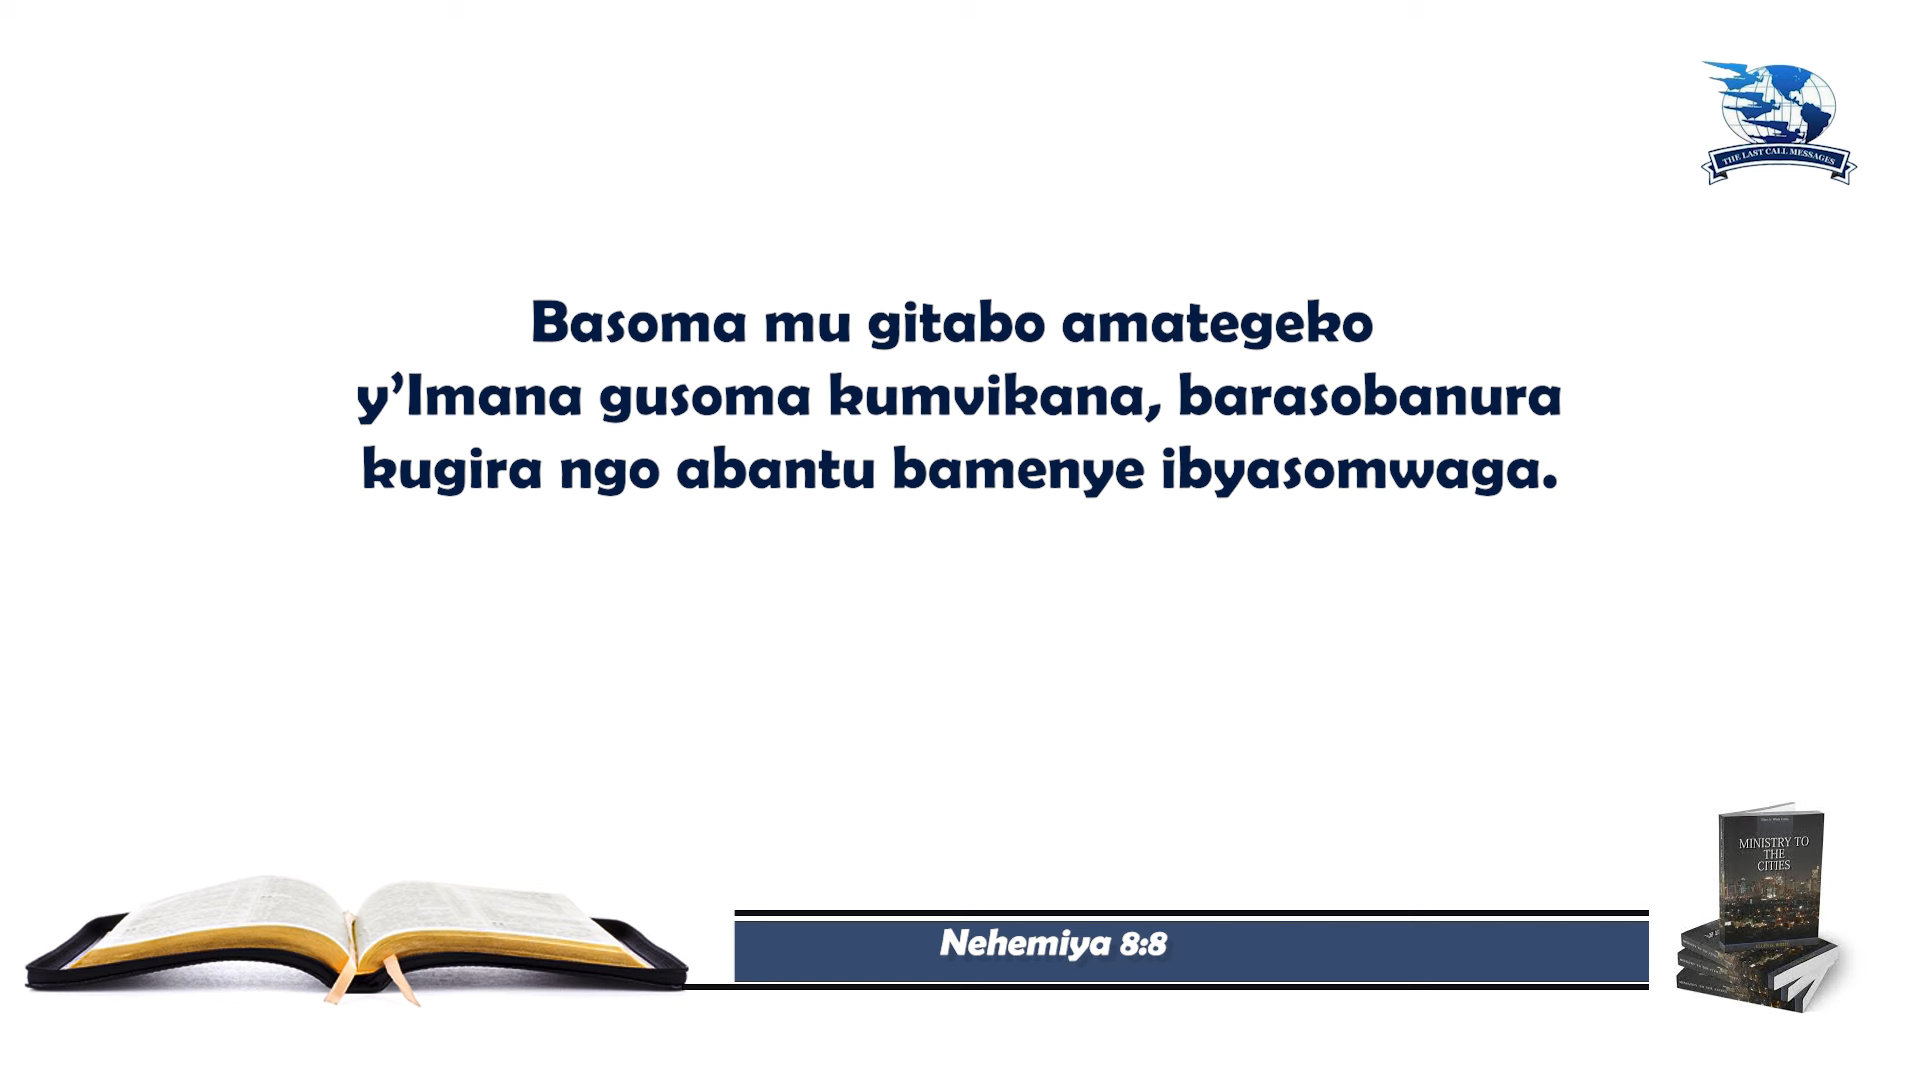 THE LAST CALL MESSAGES
Basoma mu gitabo amategeko
y’Imana gusoma kumvikana, barasobanura
kugira ngo abantu bamenye ibyasomwaga.
MINISTRY TO
THE
CITIES
Nehemiya 8:8